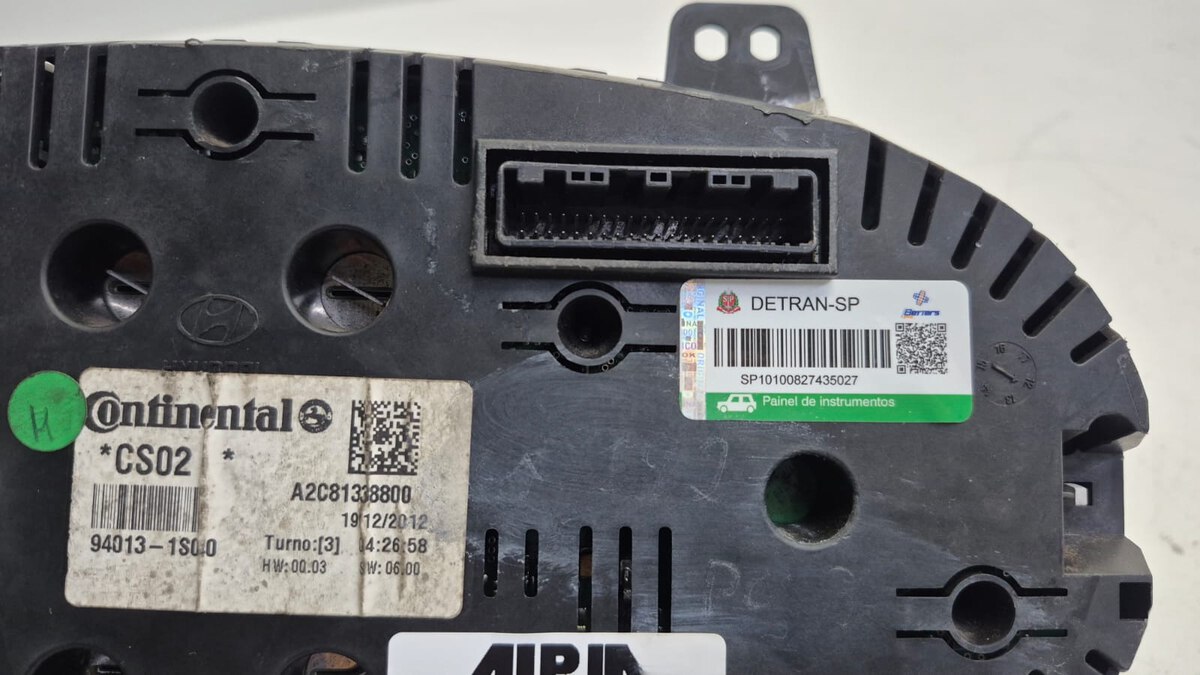 DETRAN-SP
SP10100827435027
Painel de instrumentos
H
Continental
*CS02 *
A2C81338800
19/12/2012
94013-1S0
Turno:[3] 04:26:58
HW:00.03 SW:06.00